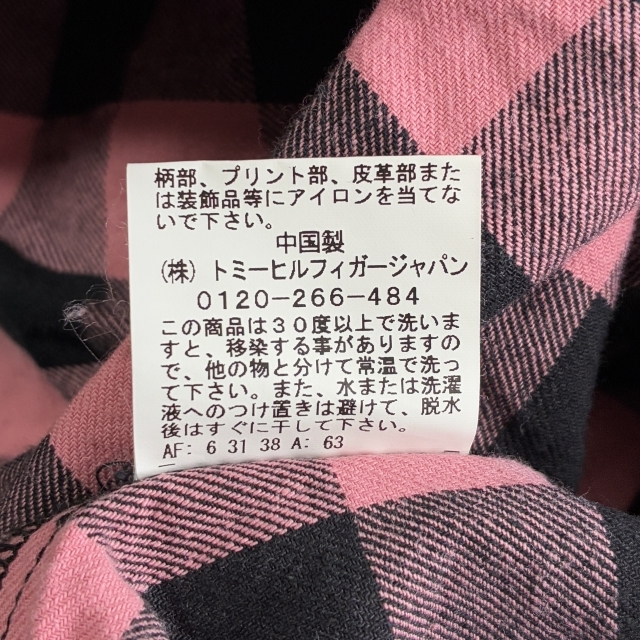 柄部、プリント部、皮革部また
は装飾品等にアイロンを当てな
いで下さい。
中国製
（株）トミーヒルフィガージャパン
0120-266-484
この商品は３０度以上で洗いま
すと、移染する事がありますの
で、他の物と分けて常温で洗っ
て下さい。また、水または洗濯
液へのつけ置きは避けて、脱水
後はすぐに干して下さい。
AF: 6 31 38 A: 63